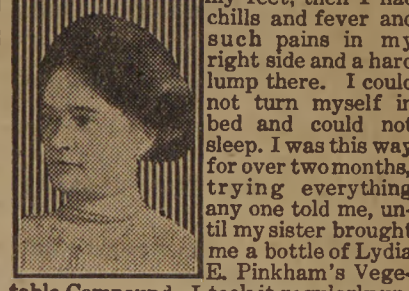 my feet, then I had
chills and fever and
such pains in my
right side and a hard
lump there. I could
not turn myself in
bed and could not
sleep. I was this way
for over two months,
trying everything
any one told me, un-
til my sister brought
me a bottle of Lydia
E. Pinkham's Vege-
table Compound. I took it